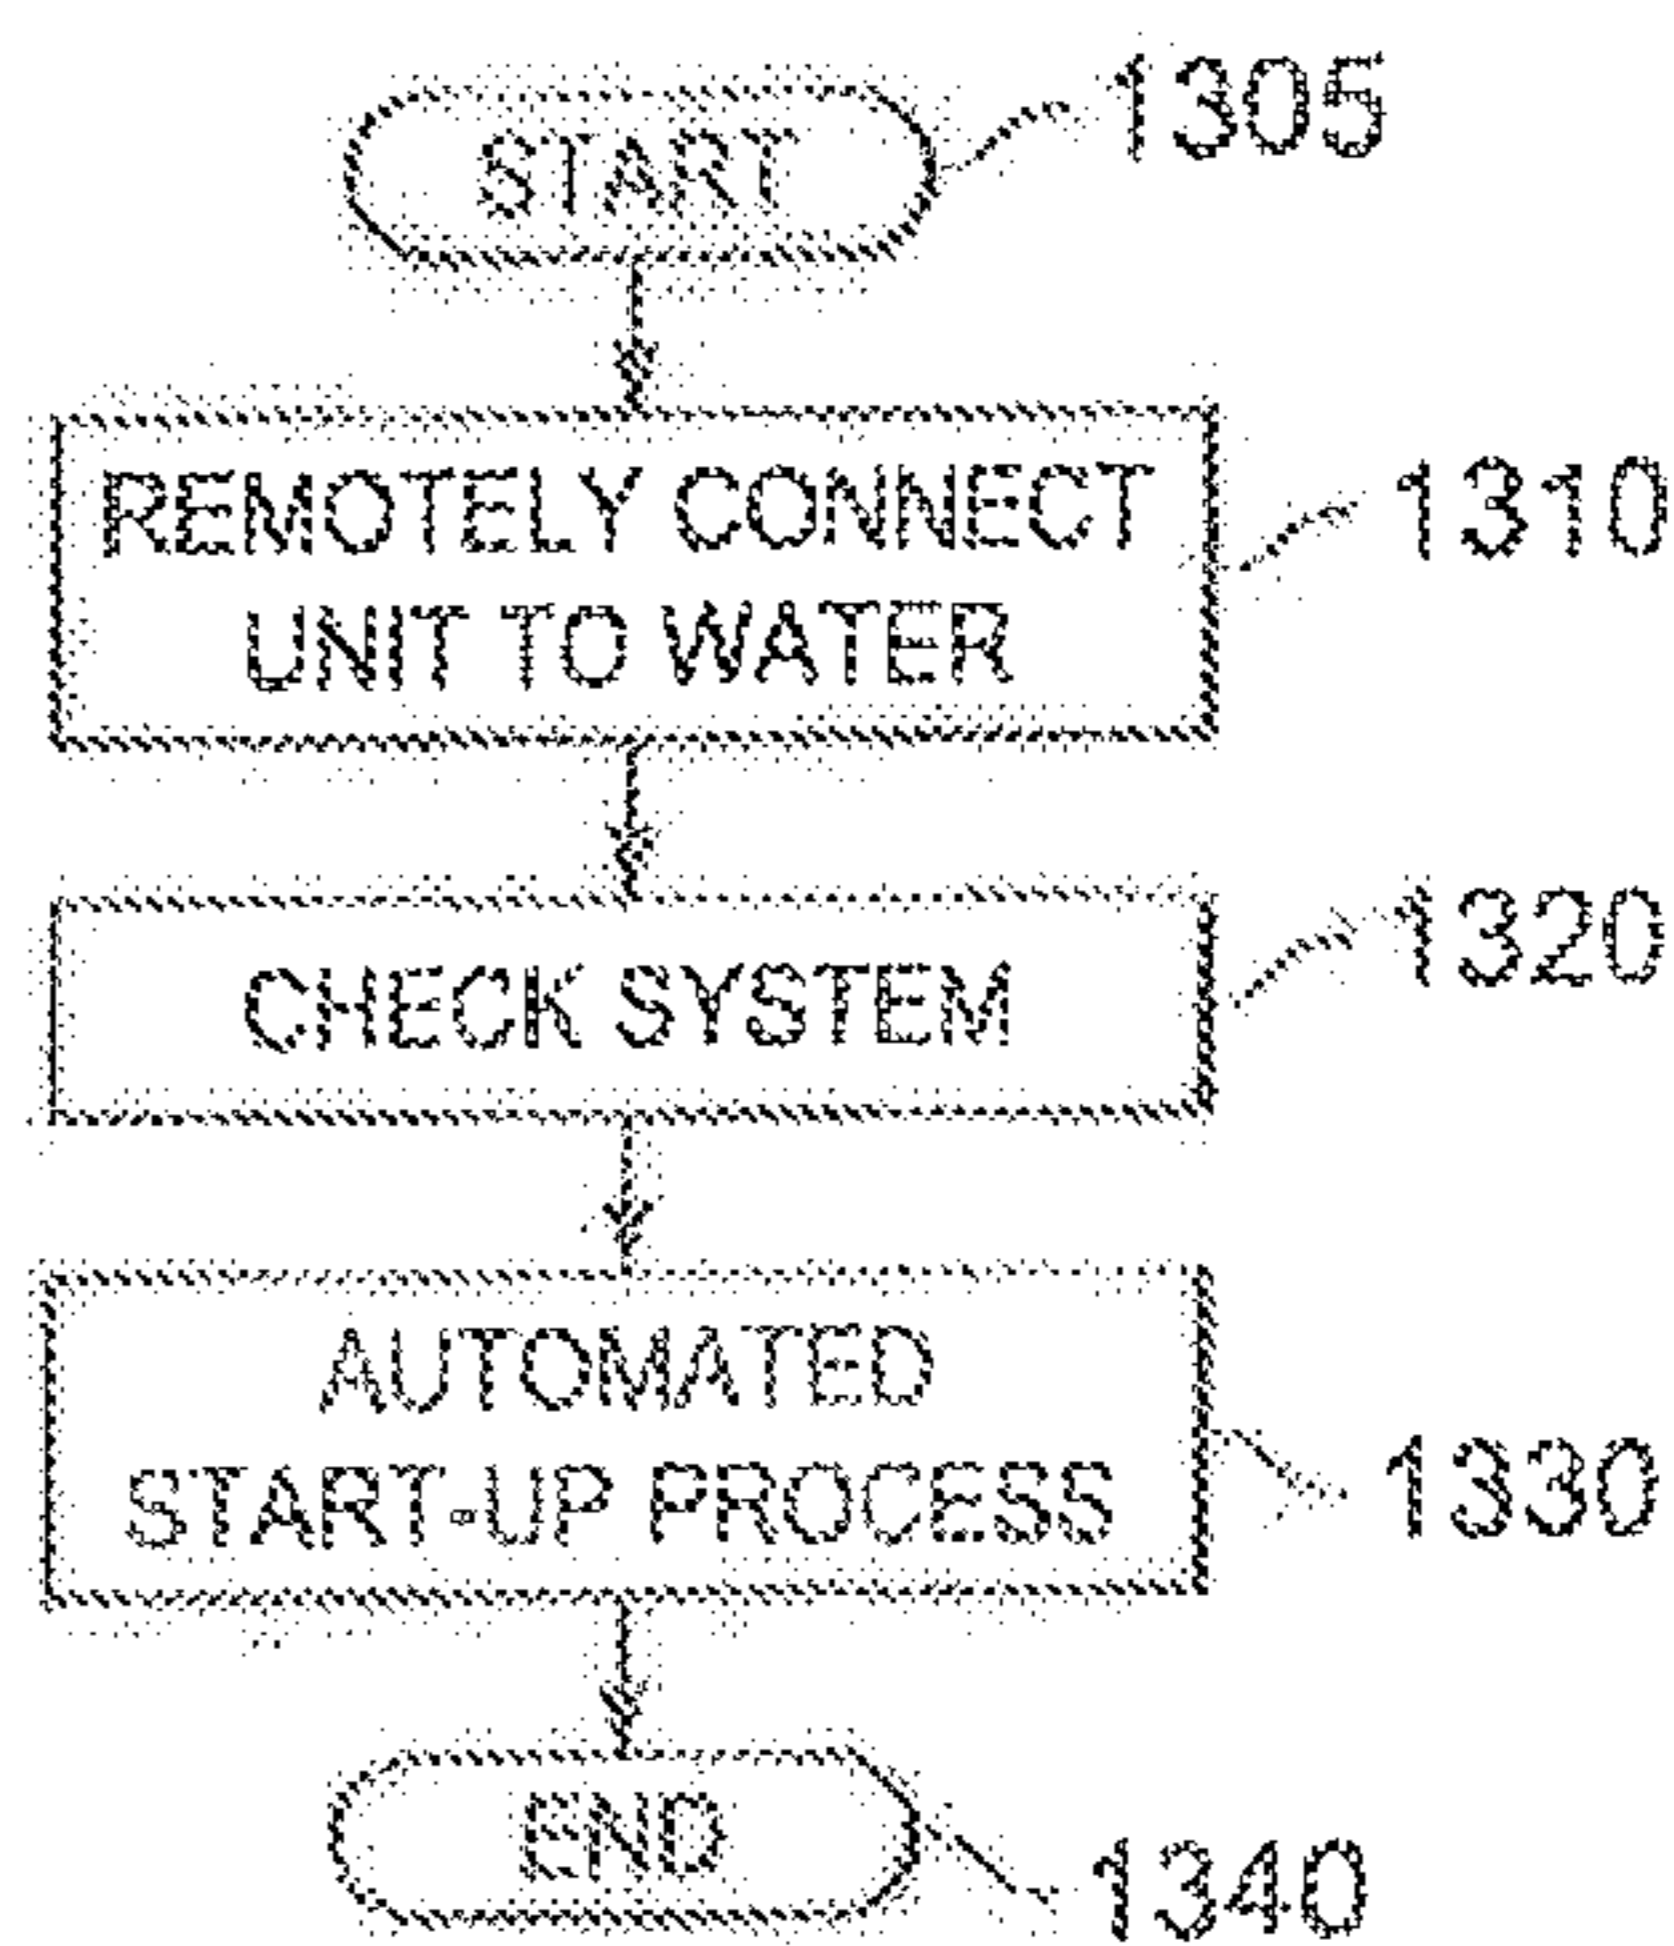 START
1305
REMOTELY CONNECT
UNIT TO WATER
1310
CHECK SYSTEM
1320
AUTOMATED
START-UP PROCESS
1330
END
1340